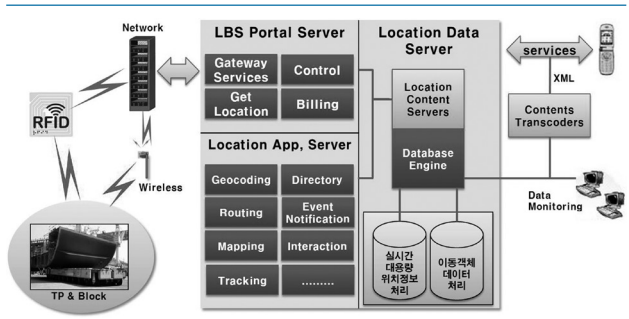 Network
RFID
Wireless
TP & Block
LBS Portal Server
Gateway
Services
Control
Get
Location
Billing
Location App, Server
Geocoding
Directory
Routing
Event
Notification
Mapping
Interaction
Tracking
.........
Location Data
Server
Location
Content
Servers
Database
Engine
실시간
대용량
위치정보
처리
이동객체
데이터
처리
services
XML
Contents
Transcoders
Data
Monitoring